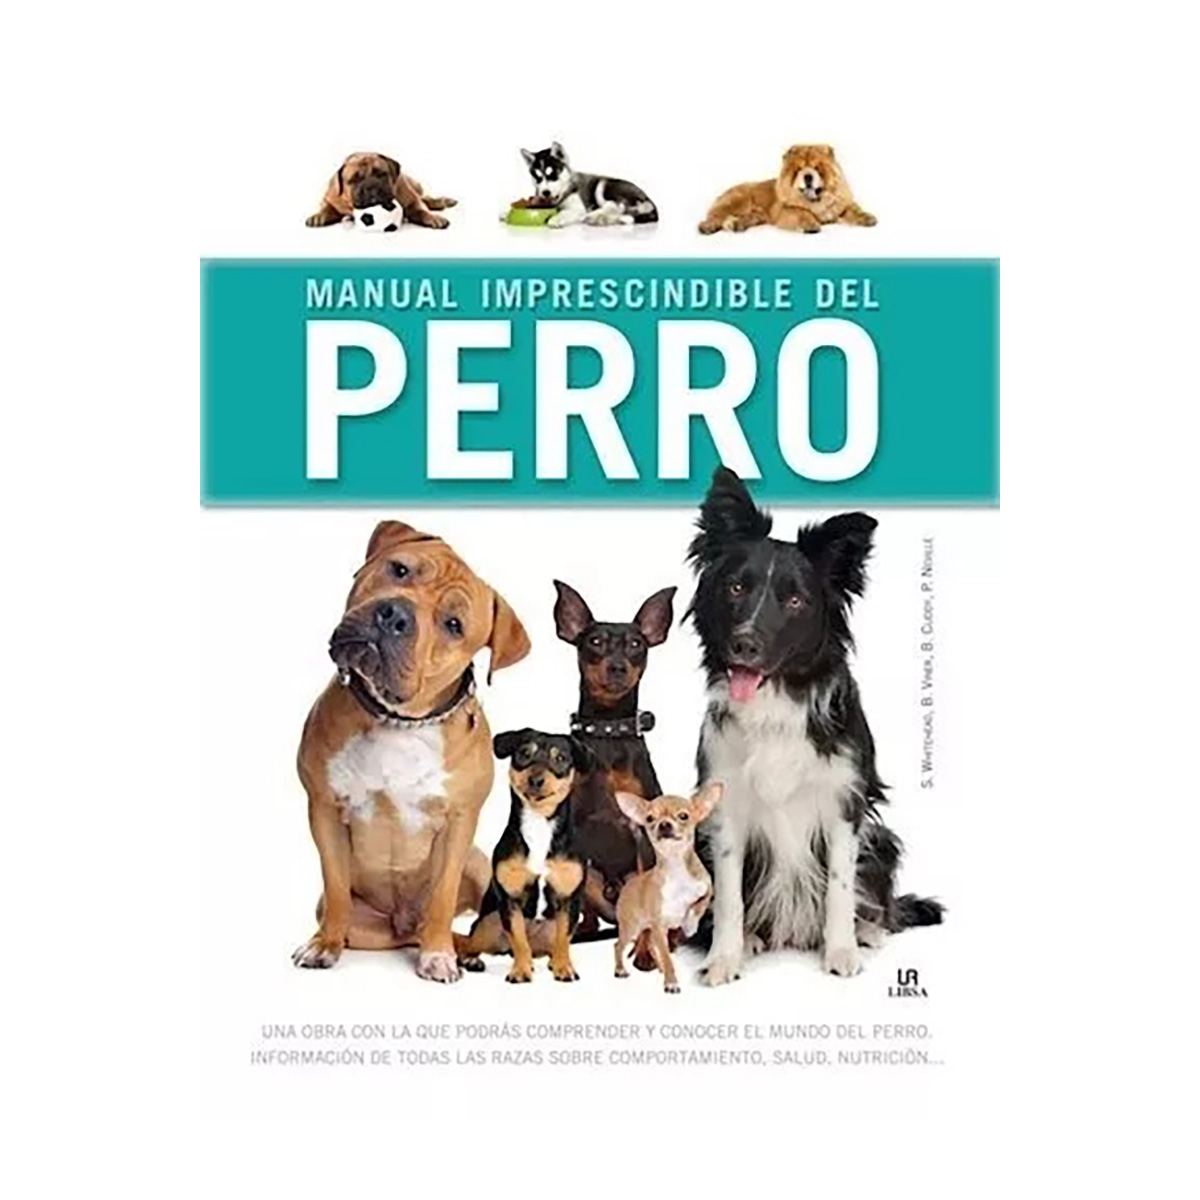 MANUAL IMPRESCINDIBLE DEL
PERRO
S. WHITEHEAD, B. VINER, B. CUDDY, P. NEVILLE
LIBSA
UNA OBRA CON LA QUE PODRÁS COMPRENDER Y CONOCER EL MUNDO DEL PERRO.
INFORMACIÓN DE TODAS LAS RAZAS SOBRE COMPORTAMIENTO, SALUD, NUTRICIÓN...